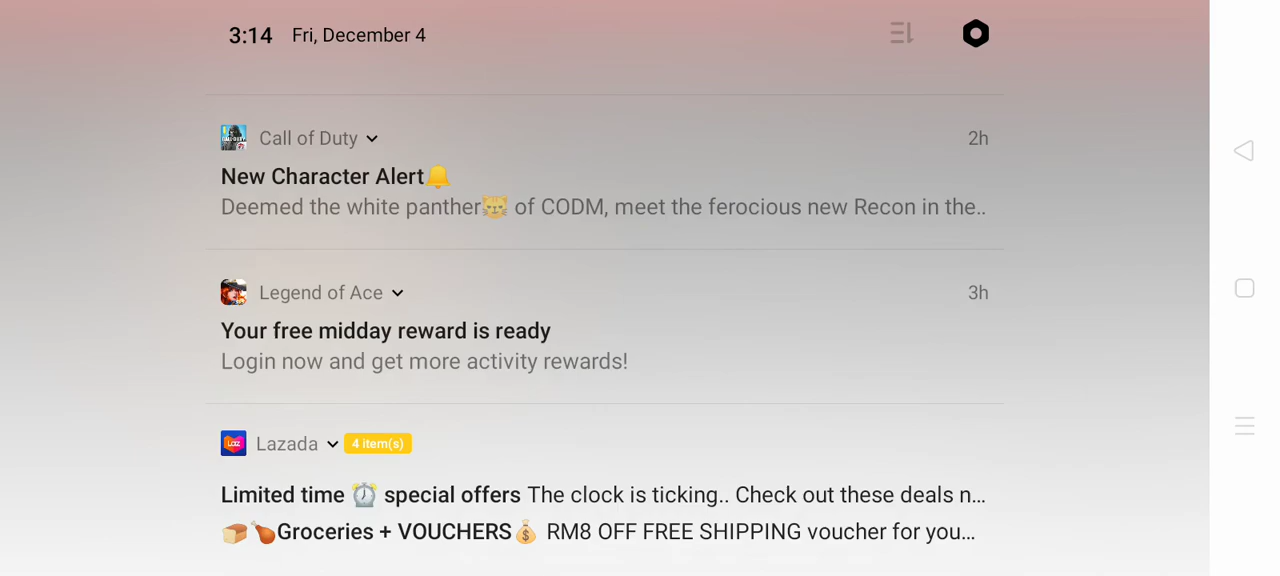 3:14 Fri, December 4
Call of Duty 2h
New Character Alert🔔
Deemed the white panther😼 of CODM, meet the ferocious new Recon in the..
Legend of Ace 3h
Your free midday reward is ready
Login now and get more activity rewards!
Lazada 4 item(s)
Limited time ⏰ special offers The clock is ticking.. Check out these deals n...
🍞🍗Groceries + VOUCHERS💰 RM8 OFF FREE SHIPPING voucher for you...